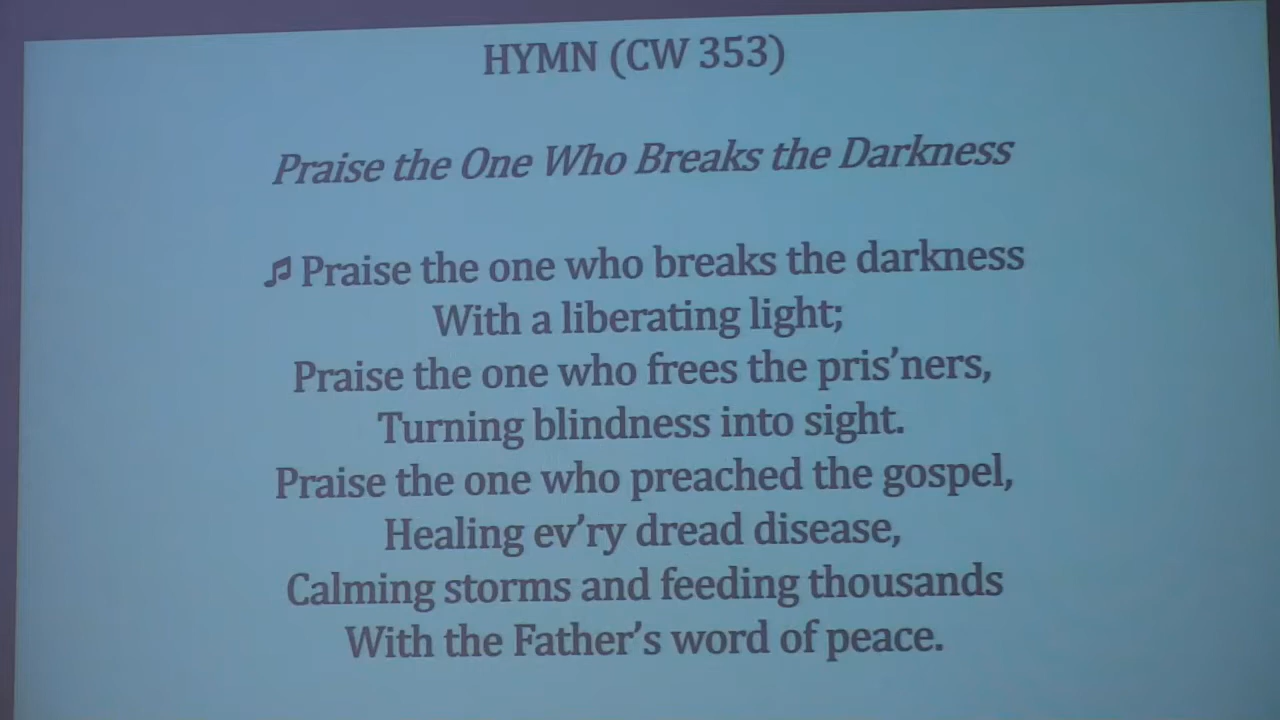 HYMN (CW 353)
Praise the One Who Breaks the Darkness
♫ Praise the one who breaks the darkness
With a liberating light;
Praise the one who frees the pris’ners,
Turning blindness into sight.
Praise the one who preached the gospel,
Healing ev’ry dread disease,
Calming storms and feeding thousands
With the Father’s word of peace.